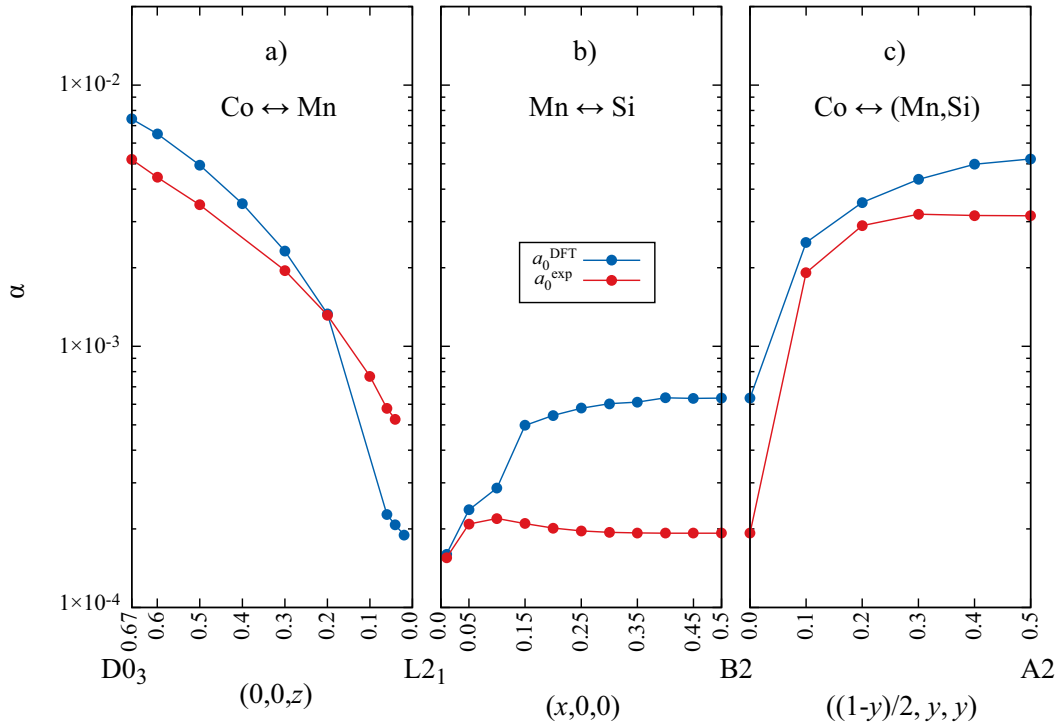 a) b) c)
Co ↔ Mn Mn ↔ Si Co ↔ (Mn,Si)
1×10⁻²
a₀ᴰᶠᵀ
a₀ᵉˣᵖ
α
1×10⁻³
1×10⁻⁴
0.67 0.6 0.5 0.4 0.3 0.2 0.1 0.0 0.0 0.05 0.15 0.25 0.35 0.45 0.5 0.0 0.1 0.2 0.3 0.4 0.5
D0₃ L2₁ B2 A2
(0,0,z) (x,0,0) ((1-y)/2, y, y)